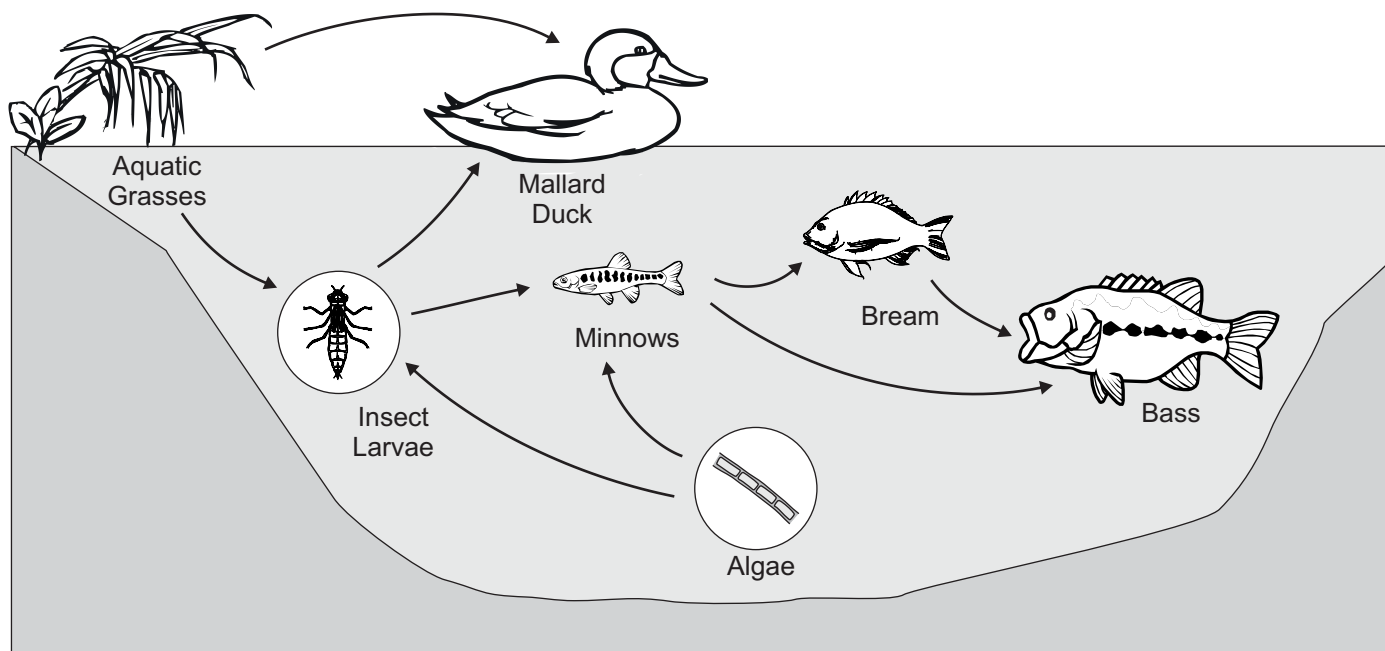 Aquatic
Grasses
Mallard
Duck
Bream
Minnows
Bass
Insect
Larvae
Algae